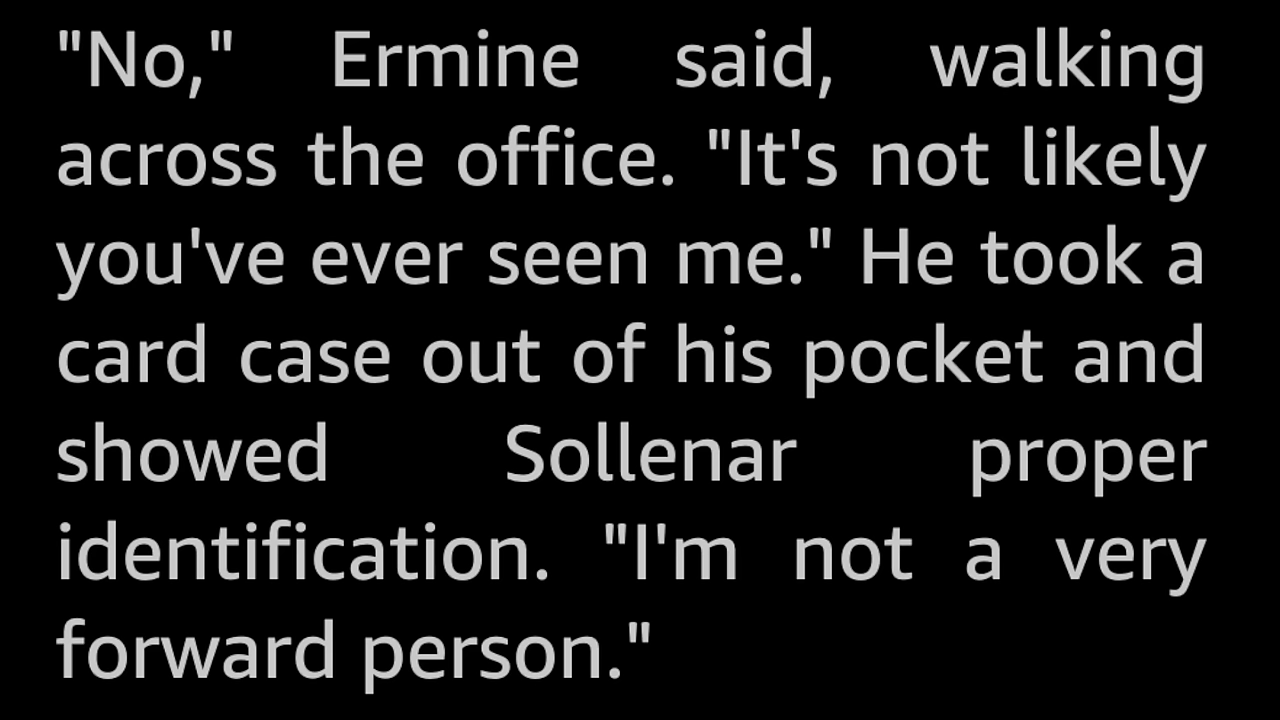 "No," Ermine said, walking
across the office. "It's not likely
you've ever seen me." He took a
card case out of his pocket and
showed Sollenar proper
identification. "I'm not a very
forward person."